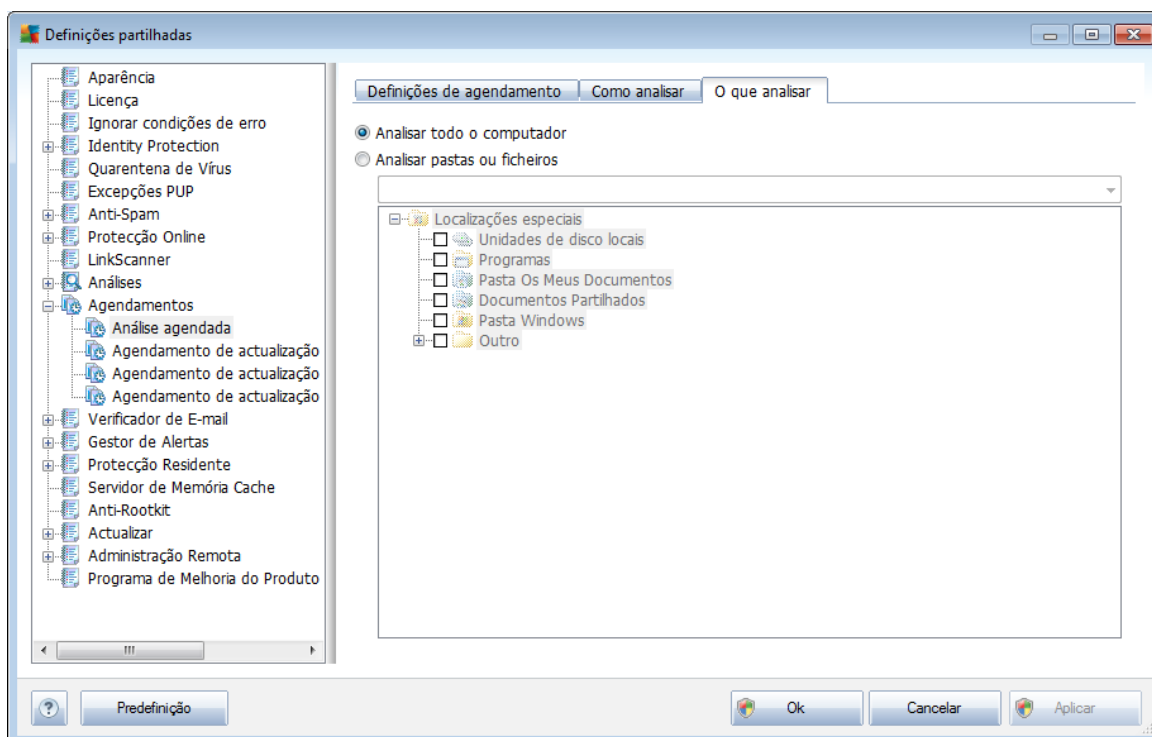 Definições partilhadas
Aparência
Licença
Ignorar condições de erro
Identity Protection
Quarentena de Vírus
Excepções PUP
Anti-Spam
Protecção Online
LinkScanner
Análises
Agendamentos
Análise agendada
Agendamento de actualização
Agendamento de actualização
Agendamento de actualização
Verificador de E-mail
Gestor de Alertas
Protecção Residente
Servidor de Memória Cache
Anti-Rootkit
Actualizar
Administração Remota
Programa de Melhoria do Produto
Definições de agendamento
Como analisar
O que analisar
Analisar todo o computador
Analisar pastas ou ficheiros
Localizações especiais
Unidades de disco locais
Programas
Pasta Os Meus Documentos
Documentos Partilhados
Pasta Windows
Outro
Predefinição
Ok
Cancelar
Aplicar